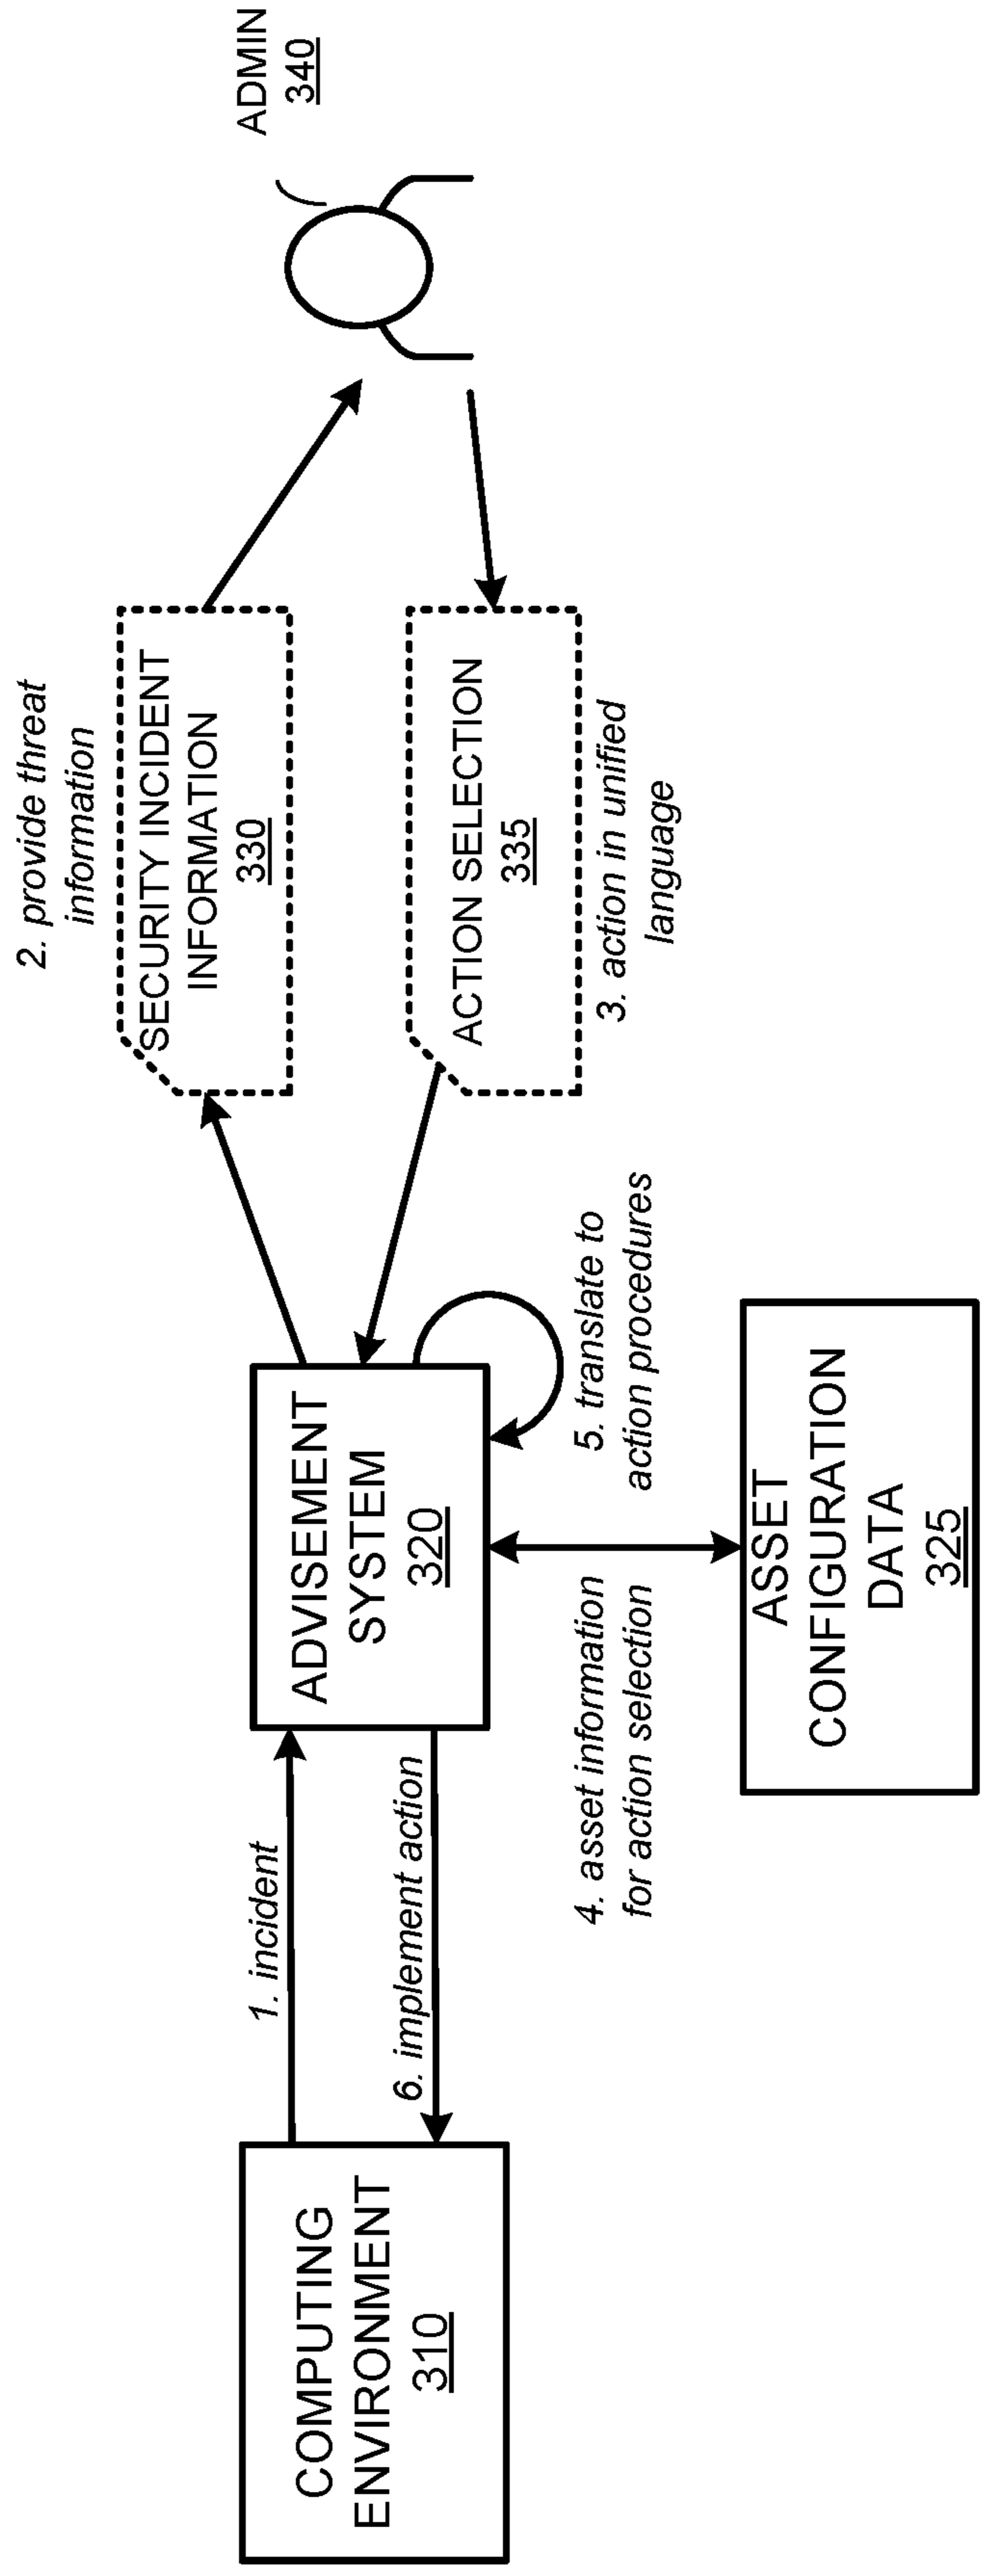 COMPUTING
ENVIRONMENT
310
1. incident
6. implement action
ADVISEMENT
SYSTEM
320
4. asset information
for action selection
ASSET
CONFIGURATION
DATA
325
5. translate to
action procedures
2. provide threat
information
SECURITY INCIDENT
INFORMATION
330
ACTION SELECTION
335
3. action in unified
language
ADMIN
340